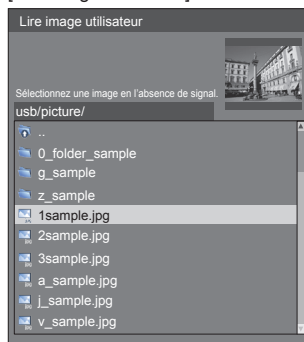 Lire image utilisateur
Sélectionnez une image en l'absence de signal.
usb/picture/
..
0_folder_sample
g_sample
z_sample
1sample.jpg
2sample.jpg
3sample.jpg
a_sample.jpg
j_sample.jpg
v_sample.jpg